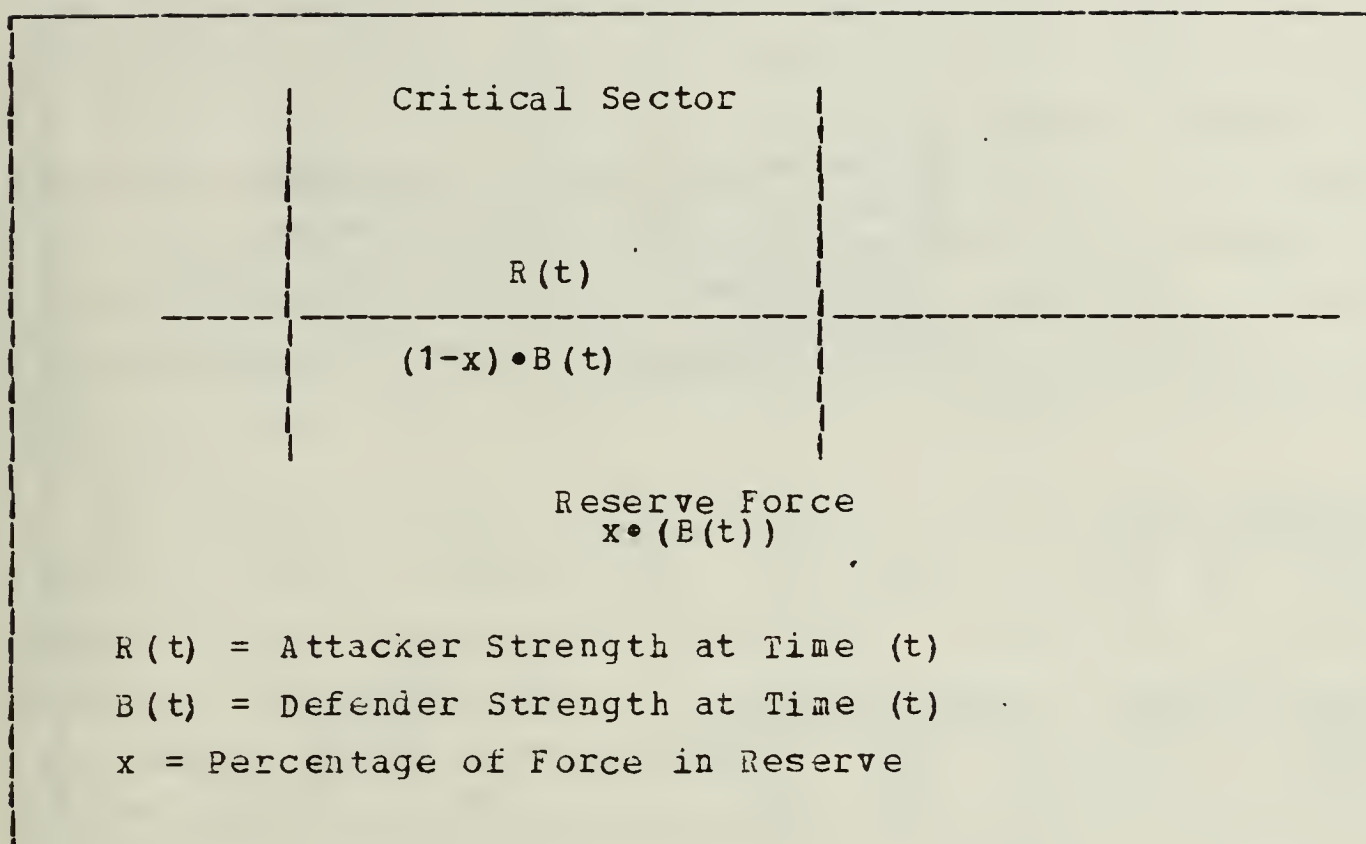 Critical Sector
R(t)
(1-x)•B(t)
Reserve Force
x•(B(t))
R(t) = Attacker Strength at Time (t)
B(t) = Defender Strength at Time (t)
x = Percentage of Force in Reserve